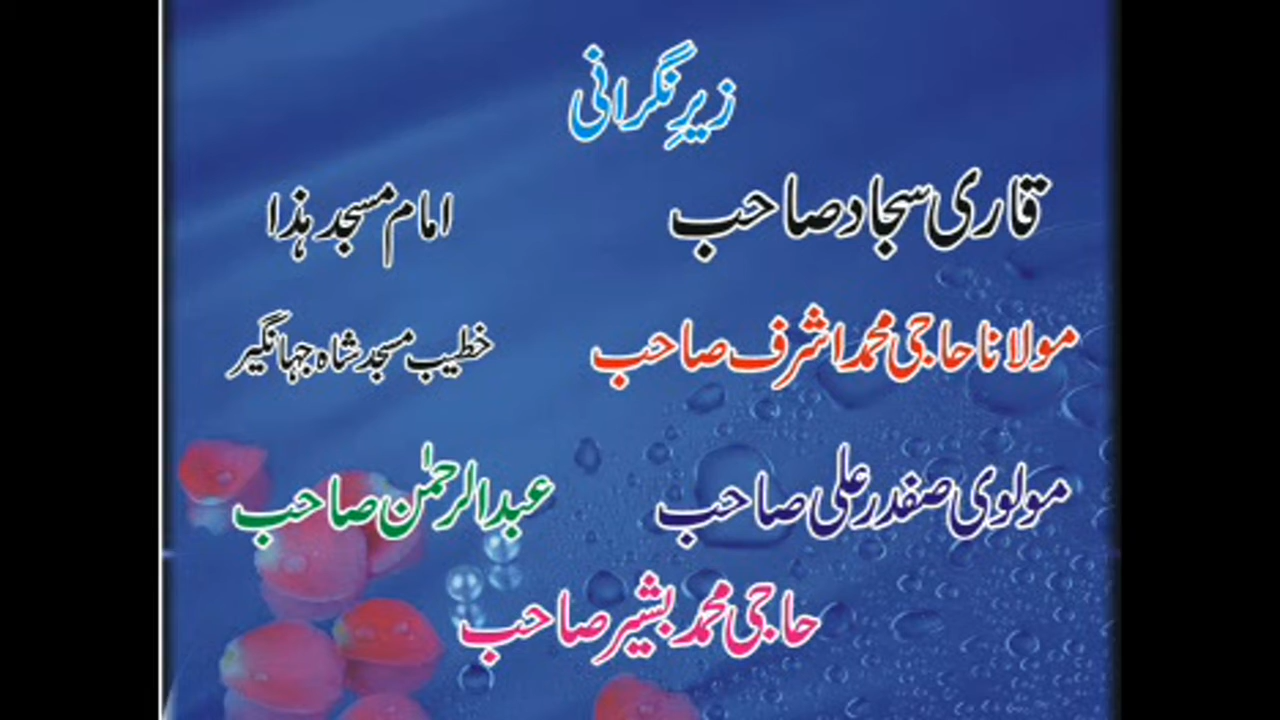 زیرِ نگرانی
قاری سجاد صاحب امام مسجد ہذا
مولانا حاجی محمد اشرف صاحب خطیب مسجد شاہ جہانگیر
مولوی صفدر علی صاحب عبدالرحمٰن صاحب
حاجی محمد بشیر صاحب